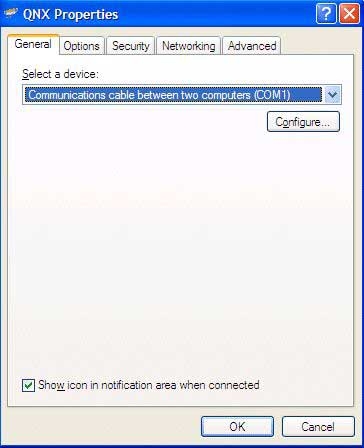 QNX Properties
General Options Security Networking Advanced
Select a device:
Communications cable between two computers (COM1)
Configure...
Show icon in notification area when connected
OK Cancel